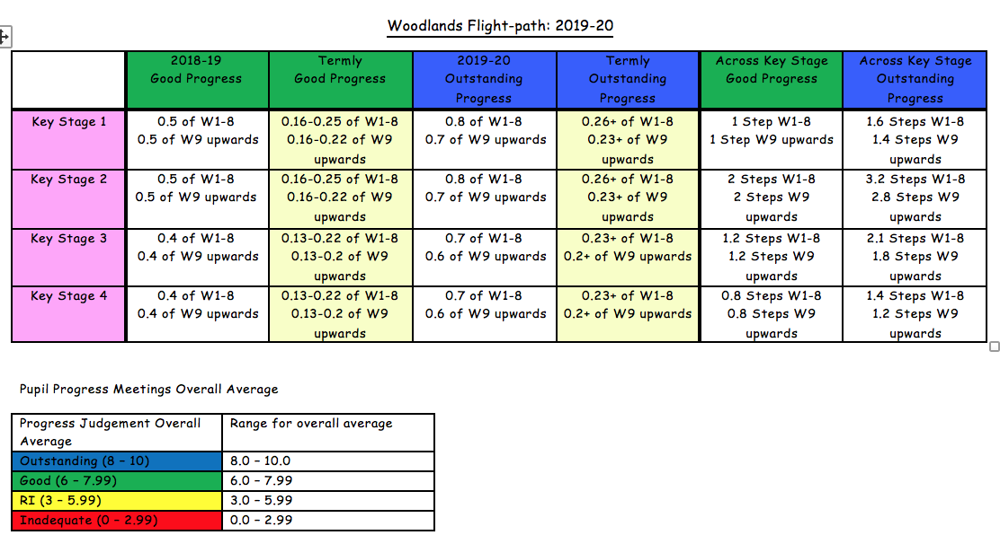 Woodlands Flight-path: 2019-20
2018-19 Good Progress
Termly Good Progress
2019-20 Outstanding Progress
Termly Outstanding Progress
Across Key Stage Good Progress
Across Key Stage Outstanding Progress
Key Stage 1
0.5 of W1-8
0.5 of W9 upwards
0.16-0.25 of W1-8
0.16-0.22 of W9
upwards
0.8 of W1-8
0.7 of W9 upwards
0.26+ of W1-8
0.23+ of W9
upwards
1 Step W1-8
1 Step W9 upwards
1.6 Steps W1-8
1.4 Steps W9
upwards
Key Stage 2
0.5 of W1-8
0.5 of W9 upwards
0.16-0.25 of W1-8
0.16-0.22 of W9
upwards
0.8 of W1-8
0.7 of W9 upwards
0.26+ of W1-8
0.23+ of W9
upwards
2 Steps W1-8
2 Steps W9
upwards
3.2 Steps W1-8
2.8 Steps W9
upwards
Key Stage 3
0.4 of W1-8
0.4 of W9 upwards
0.13-0.22 of W1-8
0.13-0.2 of W9
upwards
0.7 of W1-8
0.6 of W9 upwards
0.23+ of W1-8
0.2+ of W9 upwards
1.2 Steps W1-8
1.2 Steps W9
upwards
2.1 Steps W1-8
1.8 Steps W9
upwards
Key Stage 4
0.4 of W1-8
0.4 of W9 upwards
0.13-0.22 of W1-8
0.13-0.2 of W9
upwards
0.7 of W1-8
0.6 of W9 upwards
0.23+ of W1-8
0.2+ of W9 upwards
0.8 Steps W1-8
0.8 Steps W9
upwards
1.4 Steps W1-8
1.2 Steps W9
upwards
Pupil Progress Meetings Overall Average
Progress Judgement Overall
Average
Range for overall average
Outstanding (8 - 10)
8.0 - 10.0
Good (6 - 7.99)
6.0 - 7.99
RI (3 - 5.99)
3.0 - 5.99
Inadequate (0 - 2.99)
0.0 - 2.99